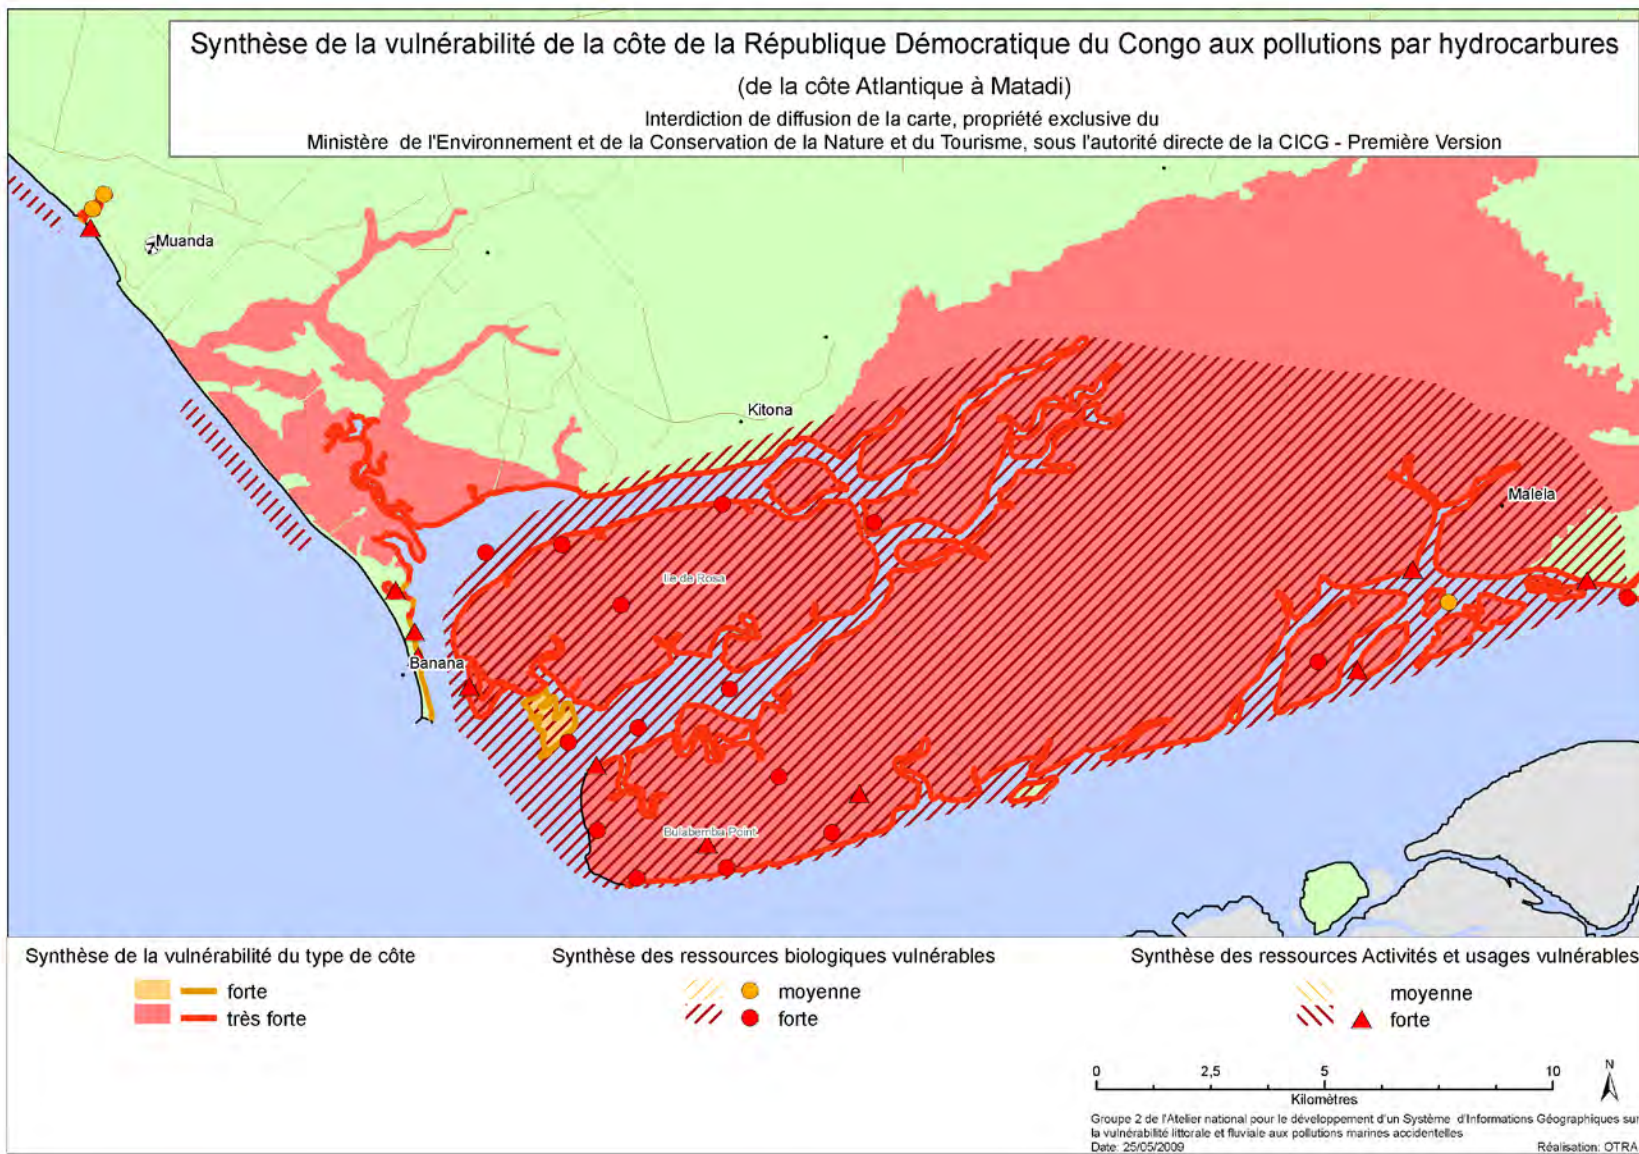 Synthèse de la vulnérabilité de la côte de la République Démocratique du Congo aux pollutions par hydrocarbures
(de la côte Atlantique à Matadi)
Interdiction de diffusion de la carte, propriété exclusive du
Ministère de l'Environnement et de la Conservation de la Nature et du Tourisme, sous l'autorité directe de la CICG - Première Version
Muanda
Kitona
Malela
Ile de Rosa
Banana
Bulabemba Point
Synthèse de la vulnérabilité du type de côte
forte
très forte
Synthèse des ressources biologiques vulnérables
moyenne
forte
Synthèse des ressources Activités et usages vulnérables
moyenne
forte
0 2,5 5 10
Kilomètres
N
Groupe 2 de l'Atelier national pour le développement d'un Système d'Informations Géographiques sur
la vulnérabilité littorale et fluviale aux pollutions marines accidentelles
Date: 25/05/2009 Réalisation: OTRA